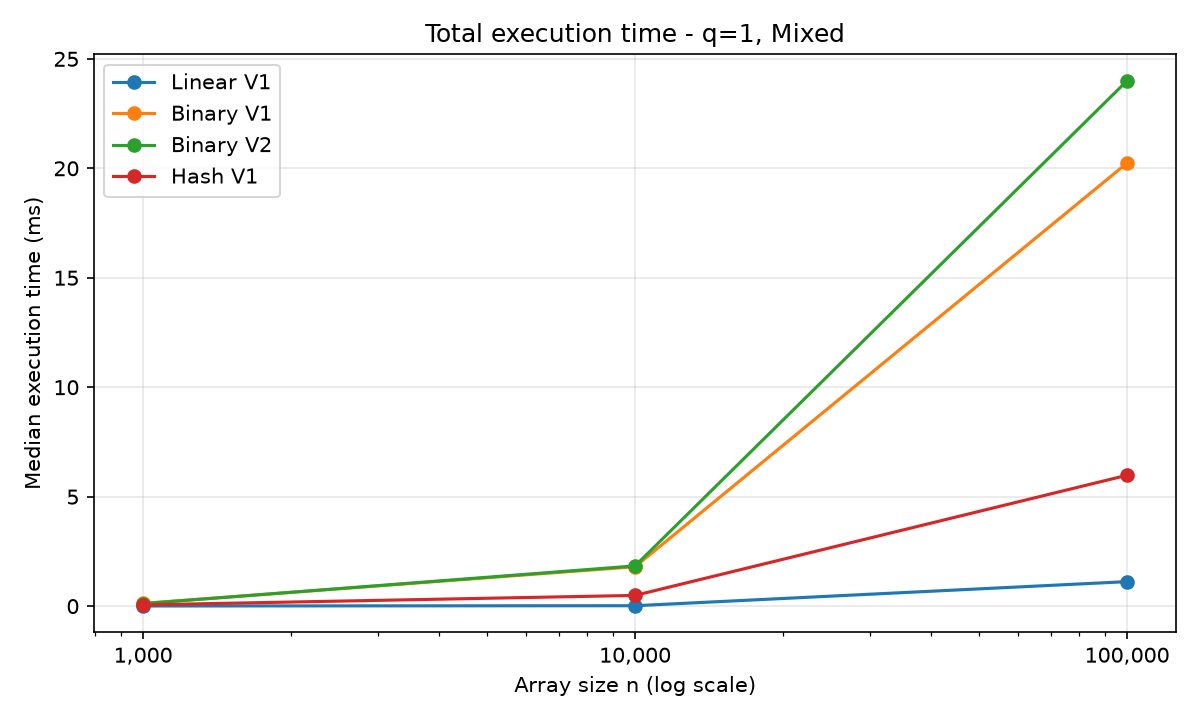 Total execution time - q=1, Mixed
25
20
15
10
5
0
Median execution time (ms)
Linear V1
Binary V1
Binary V2
Hash V1
1,000
10,000
100,000
Array size n (log scale)